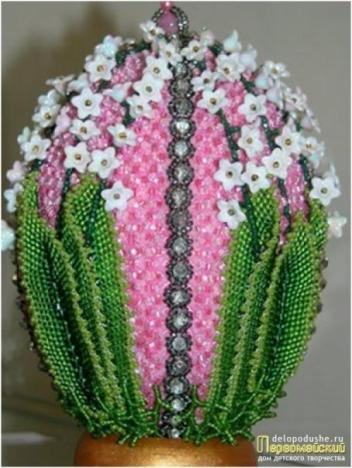 delopodushe.ru
Первомайский
дом детского творчества